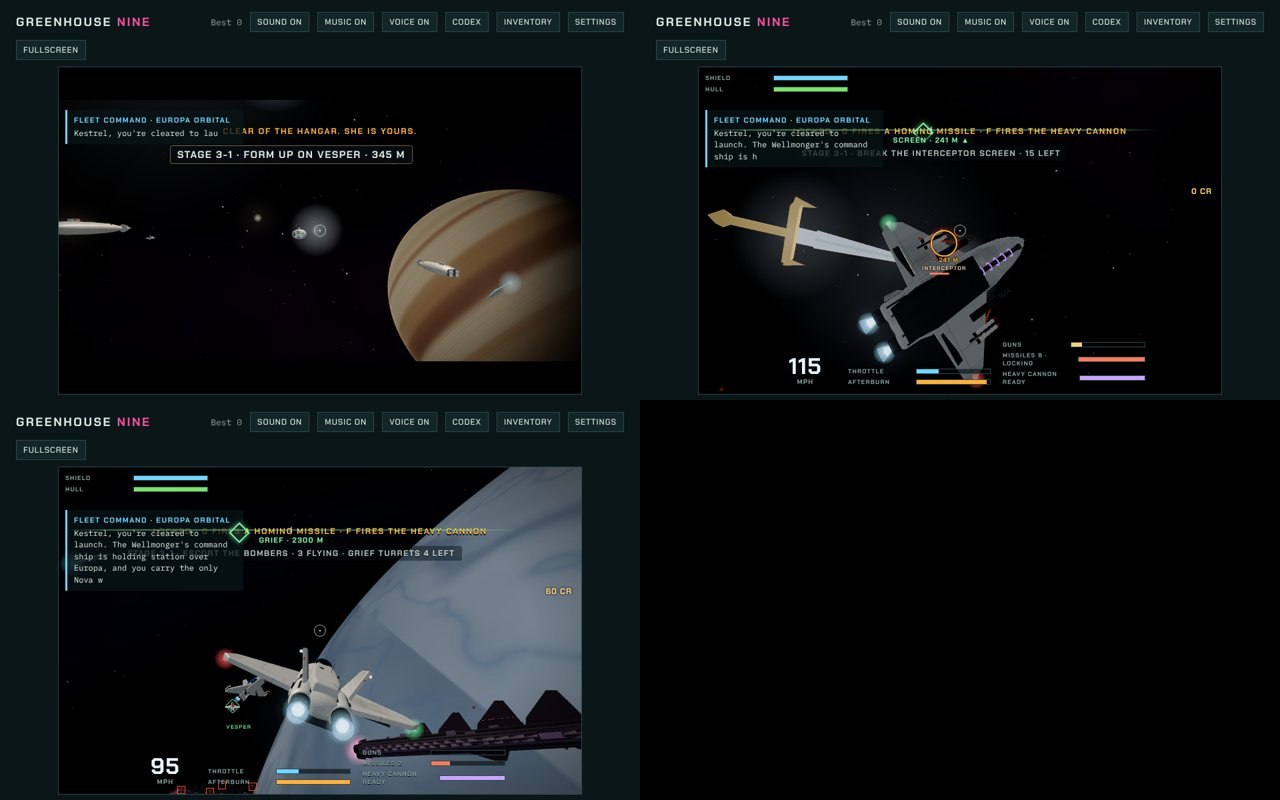 GREENHOUSE NINE
Best 0
SOUND ON
MUSIC ON
VOICE ON
CODEX
INVENTORY
SETTINGS
FULLSCREEN
FLEET COMMAND · EUROPA ORBITAL
Kestrel, you're cleared to lau
CLEAR OF THE HANGAR. SHE IS YOURS.
STAGE 3-1 · FORM UP ON VESPER · 345 M
GREENHOUSE NINE
Best 0
SOUND ON
MUSIC ON
VOICE ON
CODEX
INVENTORY
SETTINGS
FULLSCREEN
SHIELD
HULL
FLEET COMMAND · EUROPA ORBITAL
Kestrel, you're cleared to
launch. The Wellmonger's command
ship is h
FIRES A HOMING MISSILE · F FIRES THE HEAVY CANNON
SCREEN · 241 M ▲
STAGE 3-1 · BREAK THE INTERCEPTOR SCREEN · 15 LEFT
0 CR
241 M
INTERCEPTOR
115
MPH
THROTTLE
AFTERBURN
GUNS
MISSILES 8 ·
LOCKING
HEAVY CANNON
READY
GREENHOUSE NINE
Best 0
SOUND ON
MUSIC ON
VOICE ON
CODEX
INVENTORY
SETTINGS
FULLSCREEN
SHIELD
HULL
FLEET COMMAND · EUROPA ORBITAL
Kestrel, you're cleared to
launch. The Wellmonger's command
ship is holding station over
Europa, and you carry the only
Nova w
A HOMING MISSILE · F FIRES THE HEAVY CANNON
GRIEF · 2300 M
ESCORT THE BOMBERS · 3 FLYING · GRIEF TURRETS 4 LEFT
60 CR
VESPER
95
MPH
THROTTLE
AFTERBURN
GUNS
MISSILES
HEAVY CANNON
READY